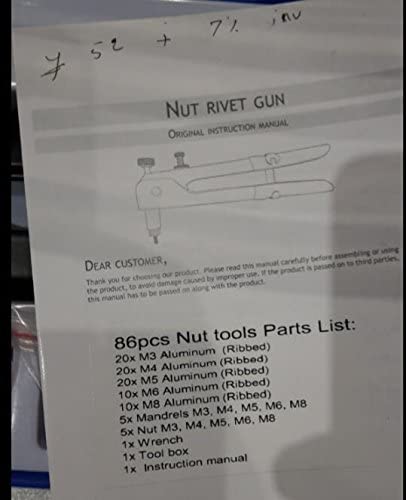 ¥ 52 + 7% inv
NUT RIVET GUN
ORIGINAL INSTRUCTION MANUAL
DEAR CUSTOMER,
Thank you for choosing our product. Please read this manual carefully before assembling or using
the product, to avoid damage caused by improper use. If the product is passed on to third parties,
this manual has to be passed on along with the product.
86pcs Nut tools Parts List:
20x M3 Aluminum (Ribbed)
20x M4 Aluminum (Ribbed)
20x M5 Aluminum (Ribbed)
10x M6 Aluminum (Ribbed)
10x M8 Aluminum (Ribbed)
5x Mandrels M3, M4, M5, M6, M8
5x Nut M3, M4, M5, M6, M8
1x Wrench
1x Tool box
1x Instruction manual